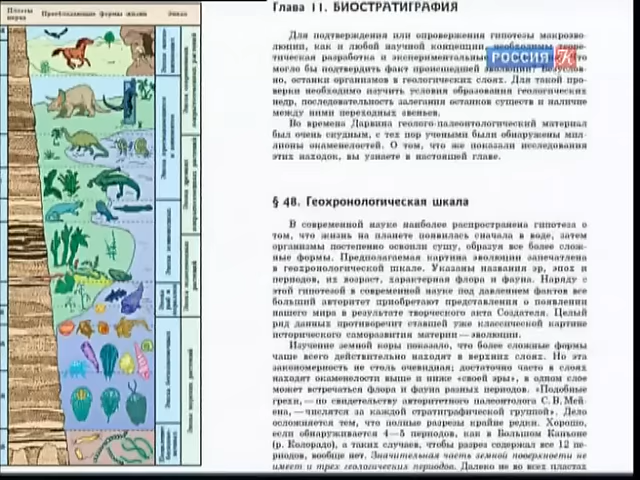 Глава 11. БИОСТРАТИГРАФИЯ
Для подтверждения или опровержения гипотезы макроэво-
люции, как и любой научной концепции, необходимы теоре-
тическая разработка и экспериментальные
могло бы подтвердить факт происшедшей эволюции?
но, останки организмов в геологических слоях. Для такой про-
верки необходимо изучить условия образования геологических
недр, последовательность залегания останков существ и наличие
между ними переходных звеньев.
Во времена Дарвина геолого-палеонтологический материал
был очень скудным, с тех пор учеными были обнаружены мил-
лионы окаменелостей. О том, что же показали исследования
этих находок, вы узнаете в настоящей главе.
РОССИЯ К
§ 48. Геохронологическая шкала
В современной науке наиболее распространена гипотеза о
том, что жизнь на планете появилась сначала в воде, затем
организмы постепенно освоили сушу, образуя все более слож-
ные формы. Предполагаемая картина эволюции запечатлена
в геохронологической шкале. Указаны названия эр, эпох и
периодов, их возраст, характерная флора и фауна. Наряду с
этой гипотезой в современной науке под давлением фактов все
больший авторитет приобретают представления о появлении
нашего мира в результате творческого акта Создателя. Целый
ряд данных противоречит ставшей уже классической картине
исторического саморазвития материи — эволюции.
Изучение земной коры показало, что более сложные формы
чаще всего действительно находят в верхних слоях. Но эта
закономерность не столь очевидна; достаточно часто в слоях
находят окаменелости выше и ниже «своей эры», в одном слое
может встречаться флора и фауна разных периодов. «Подобные
грехи, — по свидетельству авторитетного палеонтолога С. В. Мей-
ена, — числятся за каждой стратиграфической группой». Дело
осложняется тем, что полные разрезы крайне редки. Хорошо,
если обнаруживается 4—5 периодов, как в Большом Каньоне
(р. Колорадо), а таких случаев, чтобы разрез содержал все 12 пе-
риодов, вообще нет. Значительная часть земной поверхности не
имеет и трех геологических периодов. Далеко не во всех пластах